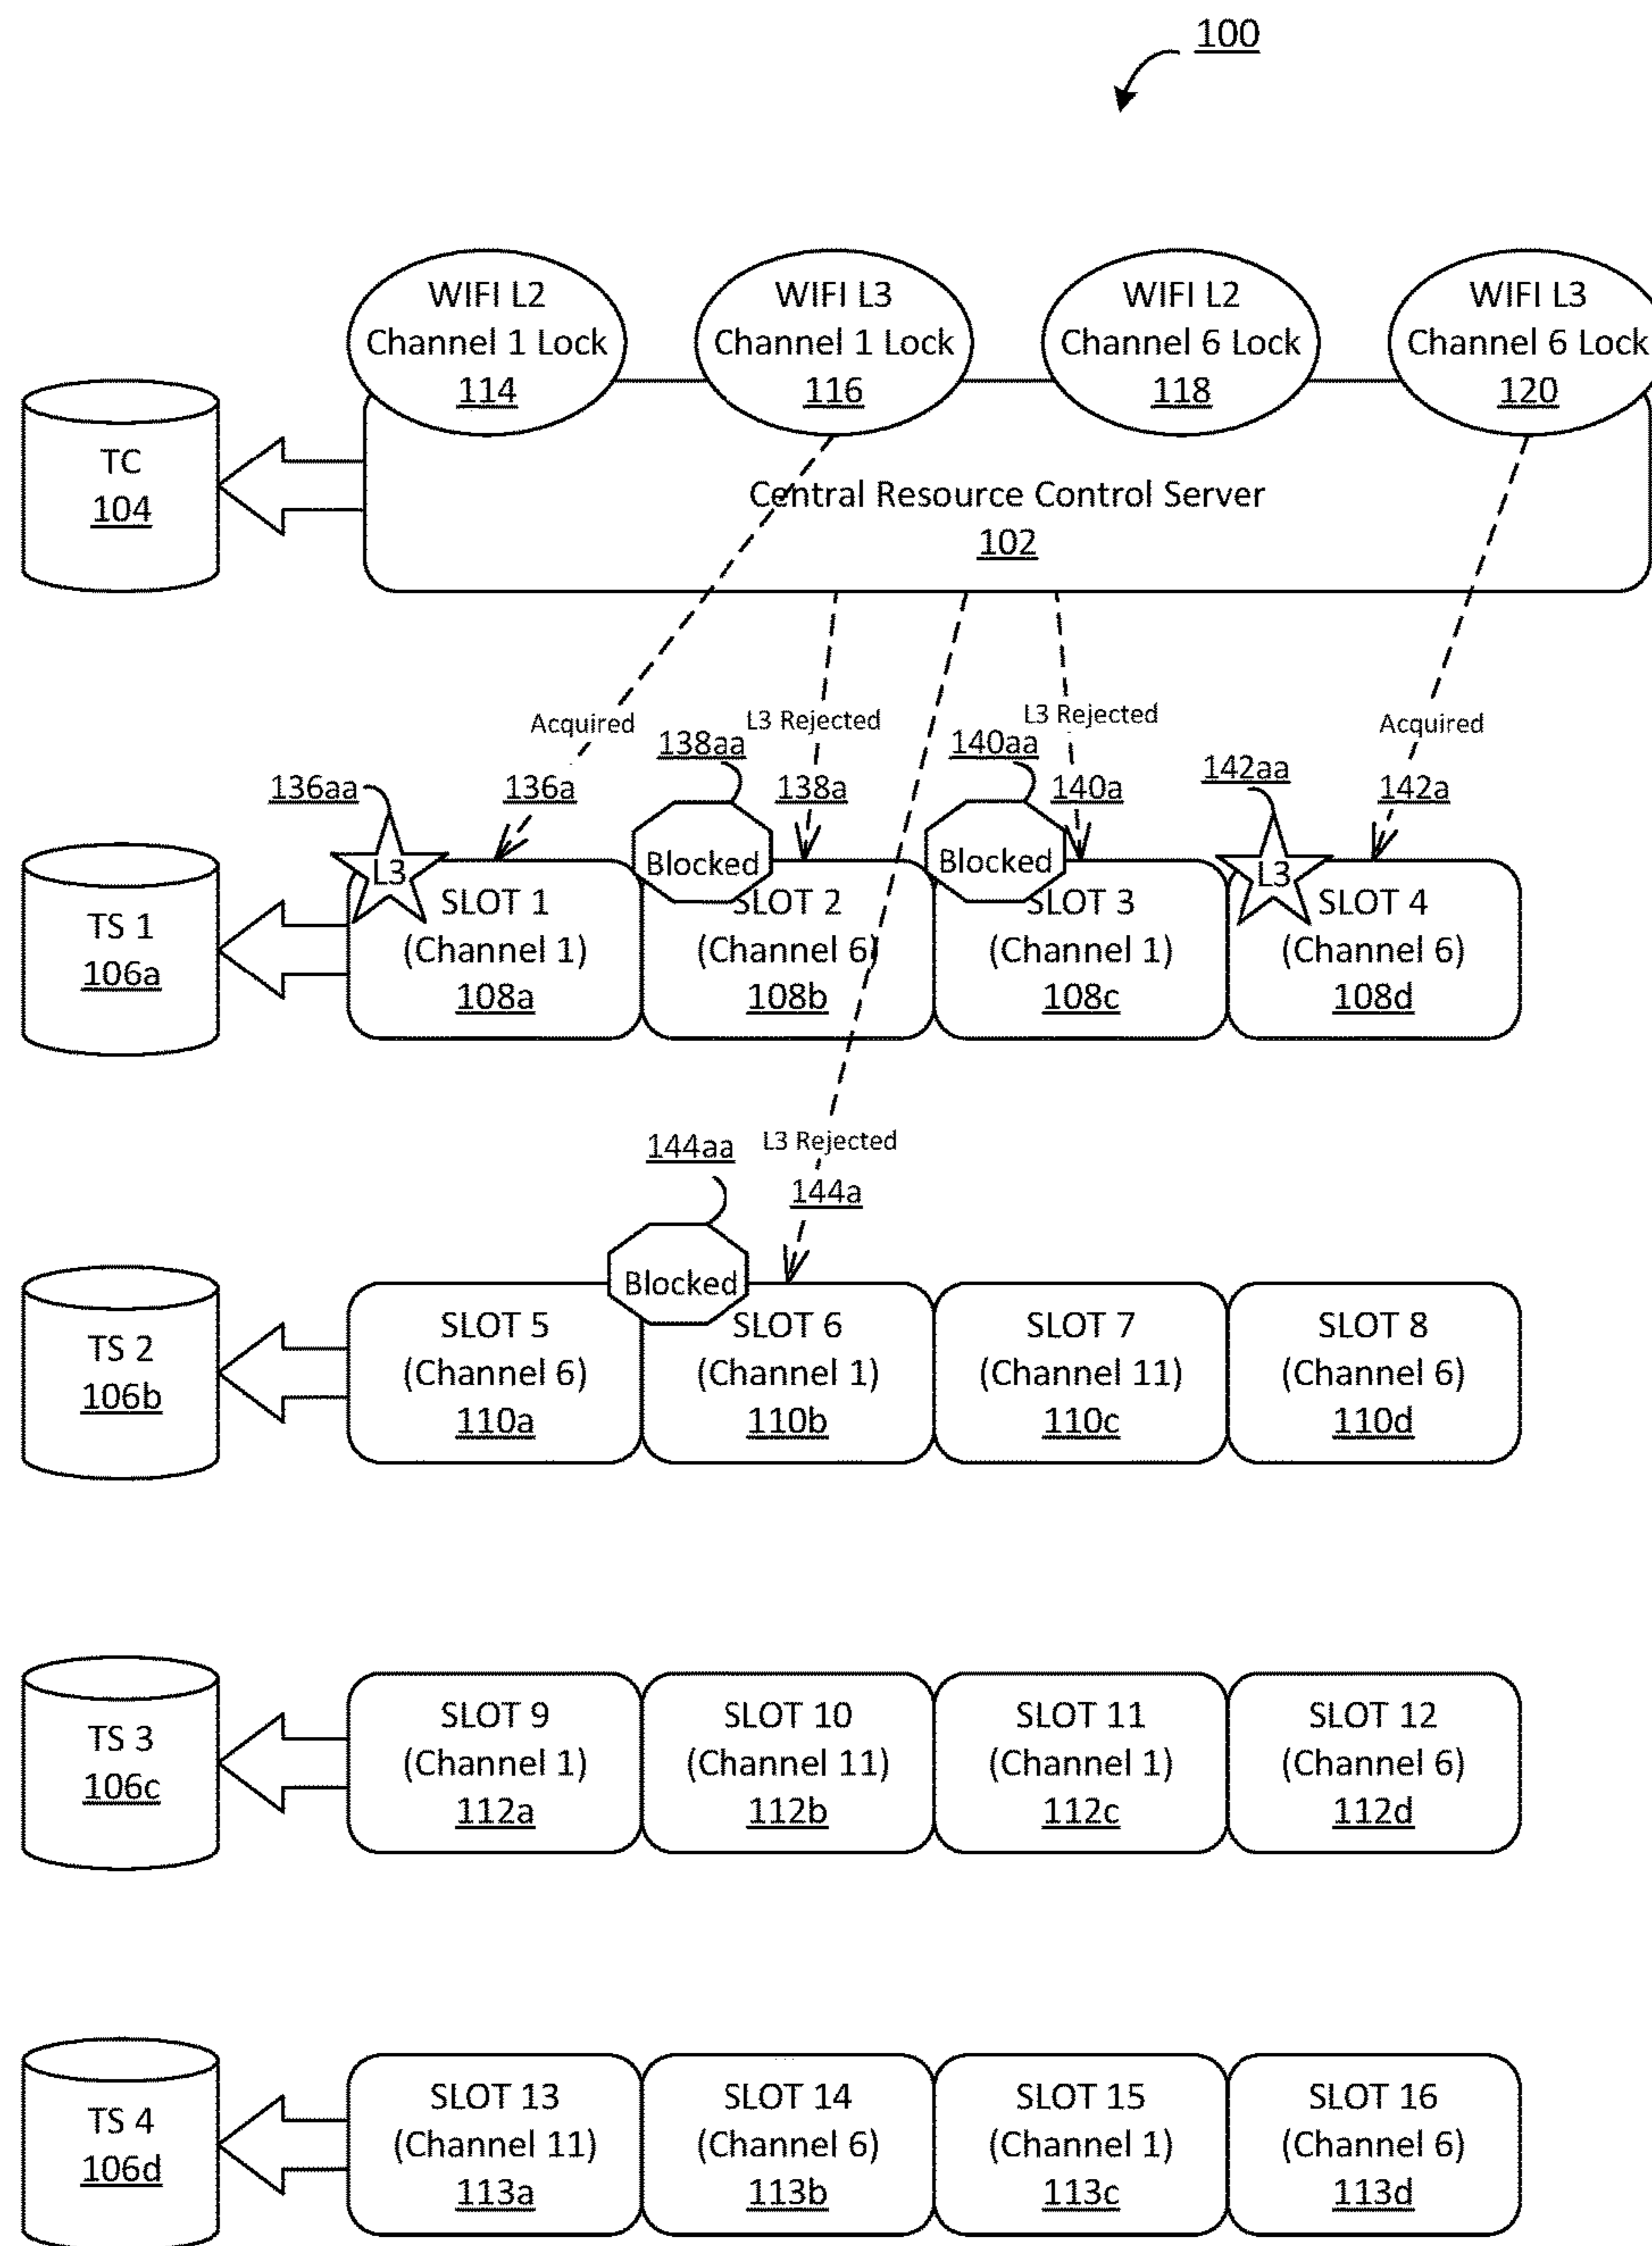 100
WIFI L2
Channel 1 Lock
114
WIFI L3
Channel 1 Lock
116
WIFI L2
Channel 6 Lock
118
WIFI L3
Channel 6 Lock
120
TC
104
Central Resource Control Server
102
Acquired
L3 Rejected
L3 Rejected
Acquired
136aa
136a
138aa
138a
140aa
140a
142aa
142a
L3
Blocked
Blocked
L3
TS 1
106a
SLOT 1
(Channel 1)
108a
SLOT 2
(Channel 6)
108b
SLOT 3
(Channel 1)
108c
SLOT 4
(Channel 6)
108d
144aa
L3 Rejected
144a
Blocked
TS 2
106b
SLOT 5
(Channel 6)
110a
SLOT 6
(Channel 1)
110b
SLOT 7
(Channel 11)
110c
SLOT 8
(Channel 6)
110d
TS 3
106c
SLOT 9
(Channel 1)
112a
SLOT 10
(Channel 11)
112b
SLOT 11
(Channel 1)
112c
SLOT 12
(Channel 6)
112d
TS 4
106d
SLOT 13
(Channel 11)
113a
SLOT 14
(Channel 6)
113b
SLOT 15
(Channel 1)
113c
SLOT 16
(Channel 6)
113d